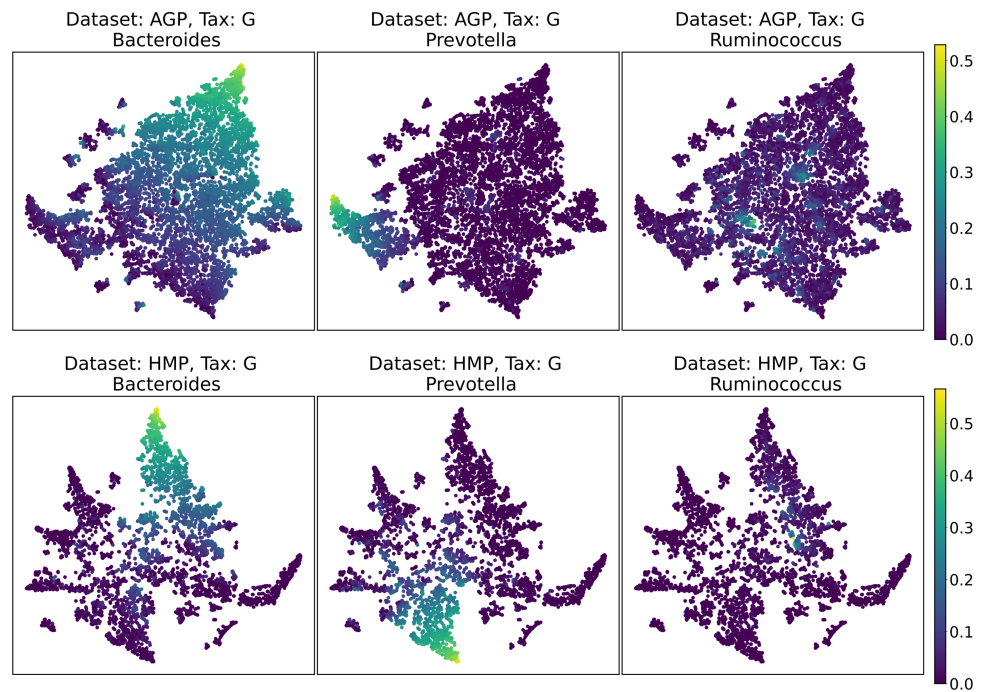 Dataset: AGP, Tax: G
Bacteroides
Dataset: AGP, Tax: G
Prevotella
Dataset: AGP, Tax: G
Ruminococcus
0.5
0.4
0.3
0.2
0.1
0.0
Dataset: HMP, Tax: G
Bacteroides
Dataset: HMP, Tax: G
Prevotella
Dataset: HMP, Tax: G
Ruminococcus
0.5
0.4
0.3
0.2
0.1
0.0